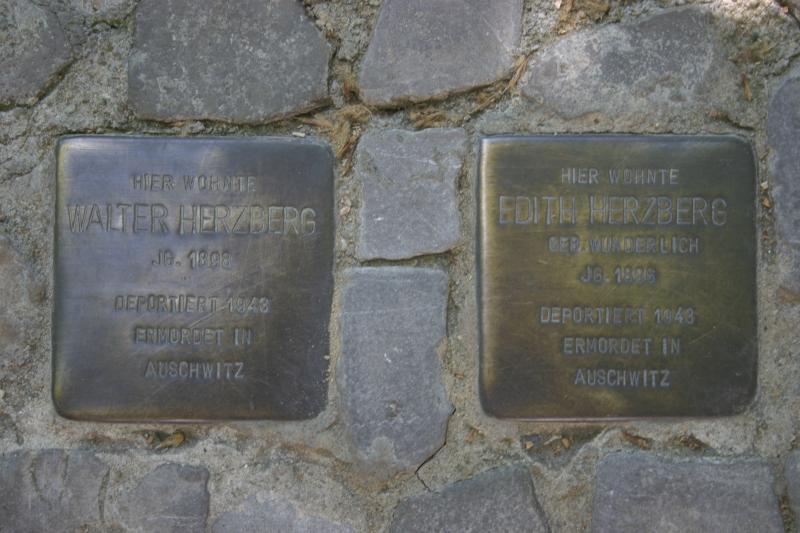 HIER WOHNTE
WALTER HERZBERG
JG. 1898
DEPORTIERT 1943
ERMORDET IN
AUSCHWITZ
HIER WOHNTE
EDITH HERZBERG
GEB. WUNDERLICH
JG. 1896
DEPORTIERT 1943
ERMORDET IN
AUSCHWITZ